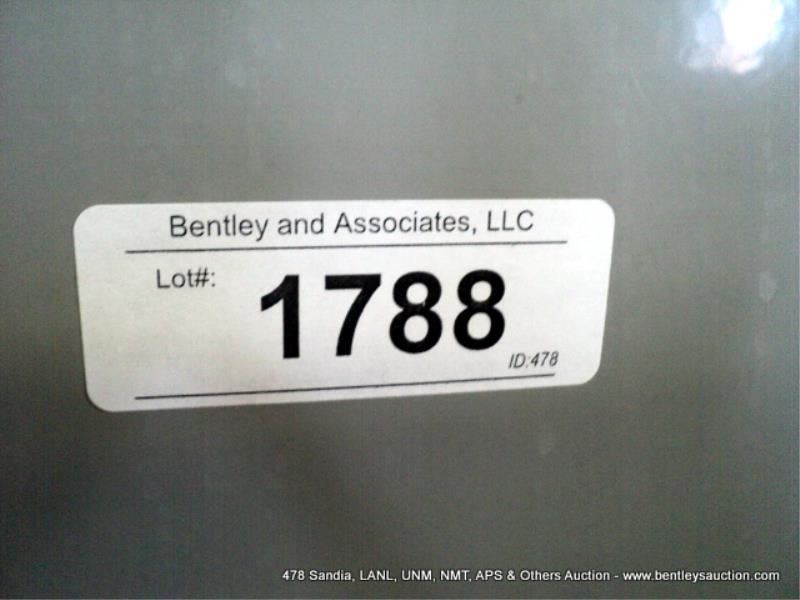 Bentley and Associates, LLC
Lot#:
1788
ID:478
478 Sandia, LANL, UNM, NMT, APS & Others Auction - www.bentleysauction.com